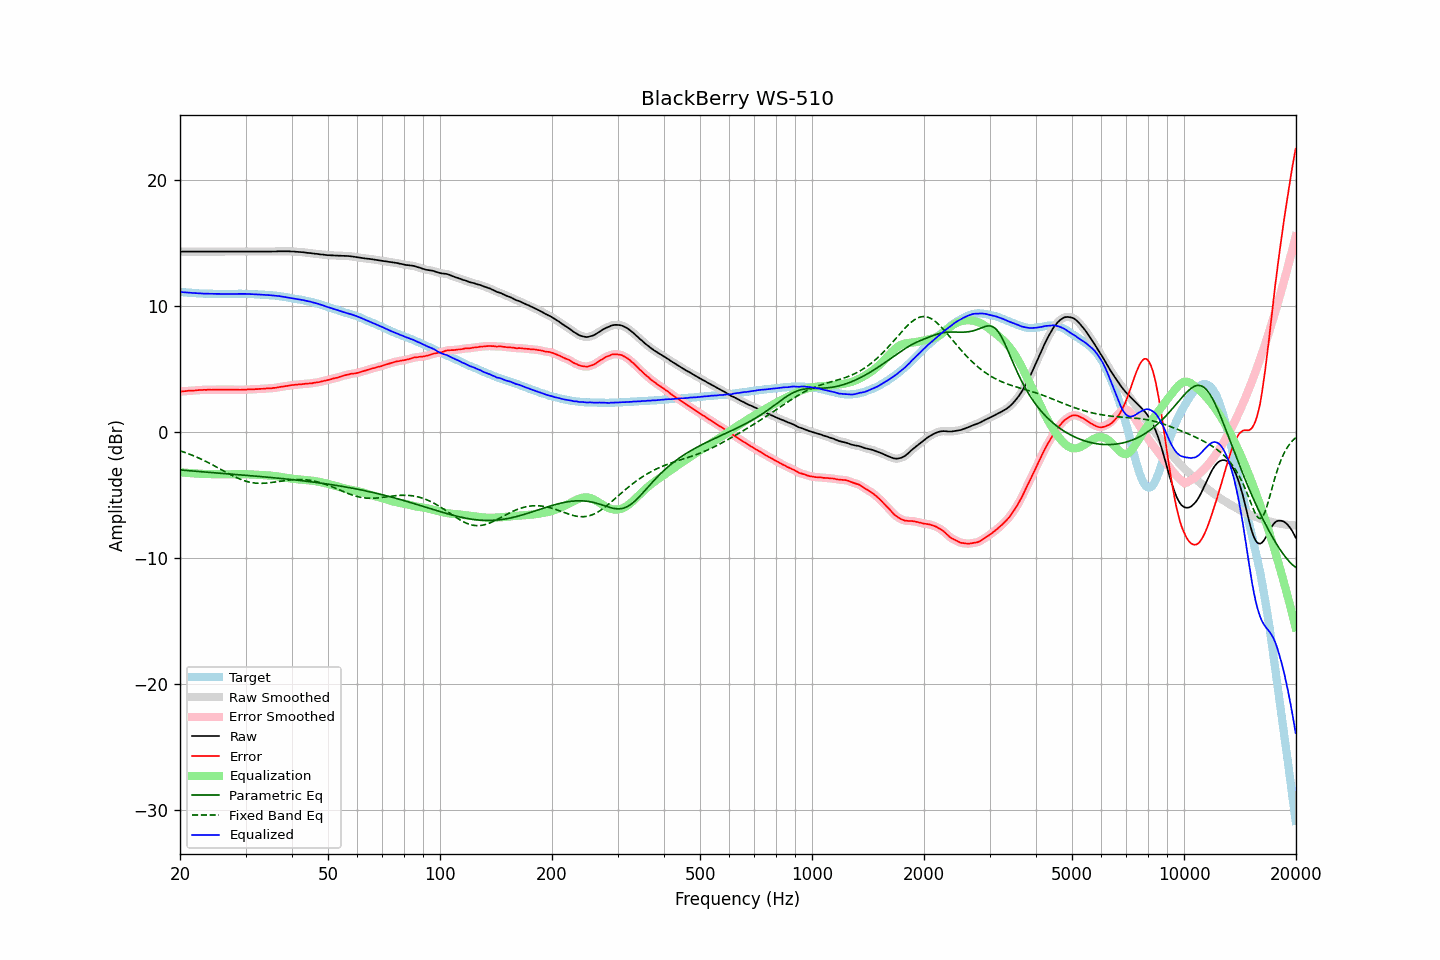 BlackBerry WS-510
Amplitude (dBr)
20
10
0
−10
−20
−30
Target
Raw Smoothed
Error Smoothed
Raw
Error
Equalization
Parametric Eq
Fixed Band Eq
Equalized
20 50 100 200 500 1000 2000 5000 10000 20000
Frequency (Hz)